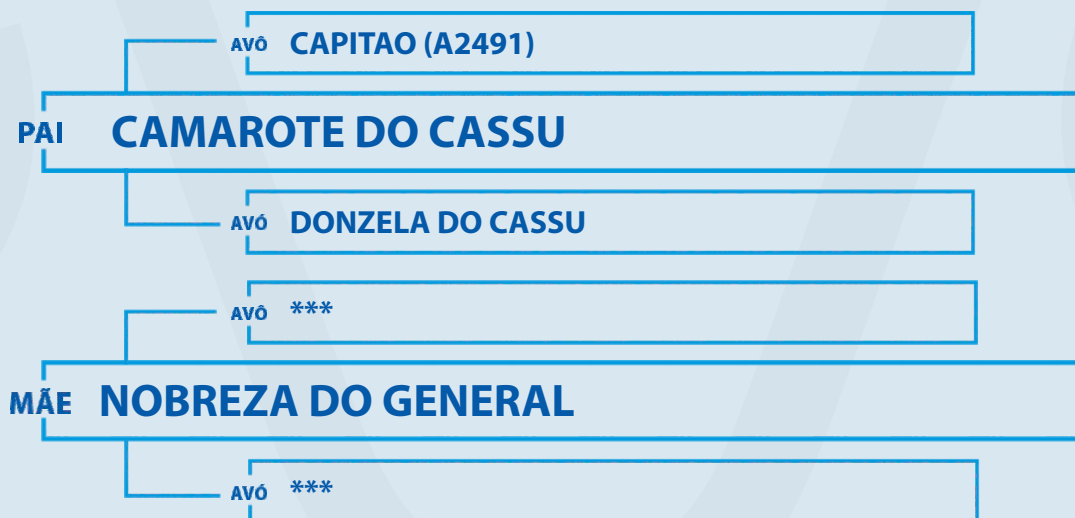 AVÔ CAPITAO (A2491)
PAI CAMAROTE DO CASSU
AVÓ DONZELA DO CASSU
AVÔ ***
MÃE NOBREZA DO GENERAL
AVÓ ***